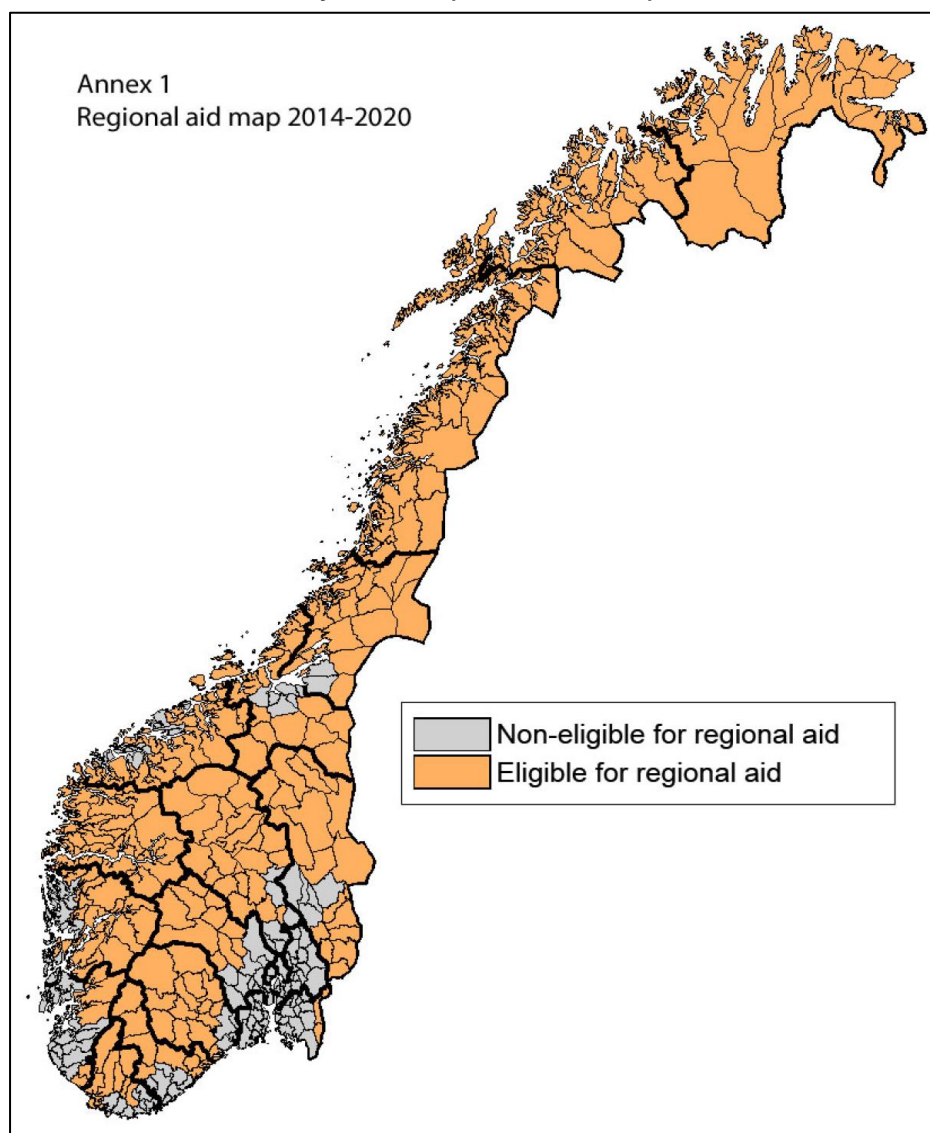 Annex 1
Regional aid map 2014-2020
Non-eligible for regional aid
Eligible for regional aid